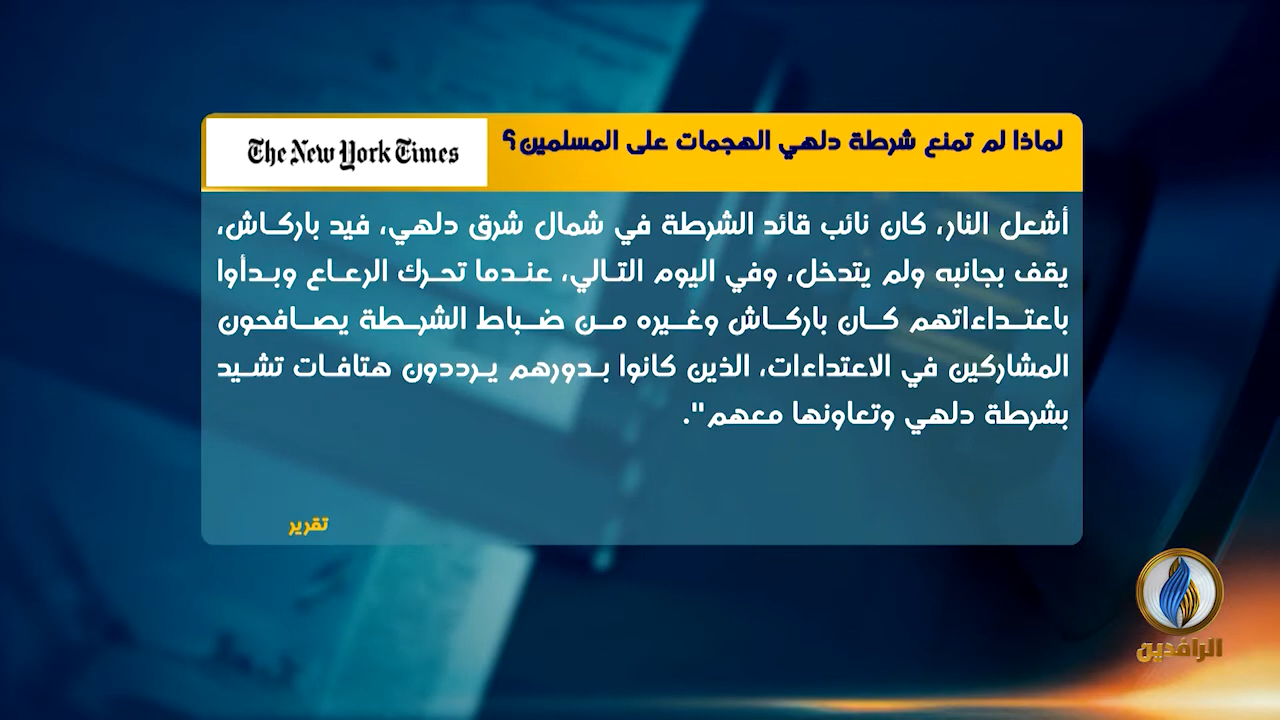 لماذا لم تمنع شرطة دلهي الهجمات على المسلمين؟
The New York Times
أشعل النار، كان نائب قائد الشرطة في شمال شرق دلهي، فيد باركاش،
يقف بجانبه ولم يتدخل، وفي اليوم التالي، عندما تحرك الرعاع وبدأوا
باعتداءاتهم كان باركاش وغيره من ضباط الشرطة يصافحون
المشاركين في الاعتداءات، الذين كانوا بدورهم يرددون هتافات تشيد
بشرطة دلهي وتعاونها معهم".
تقرير
الرافدين